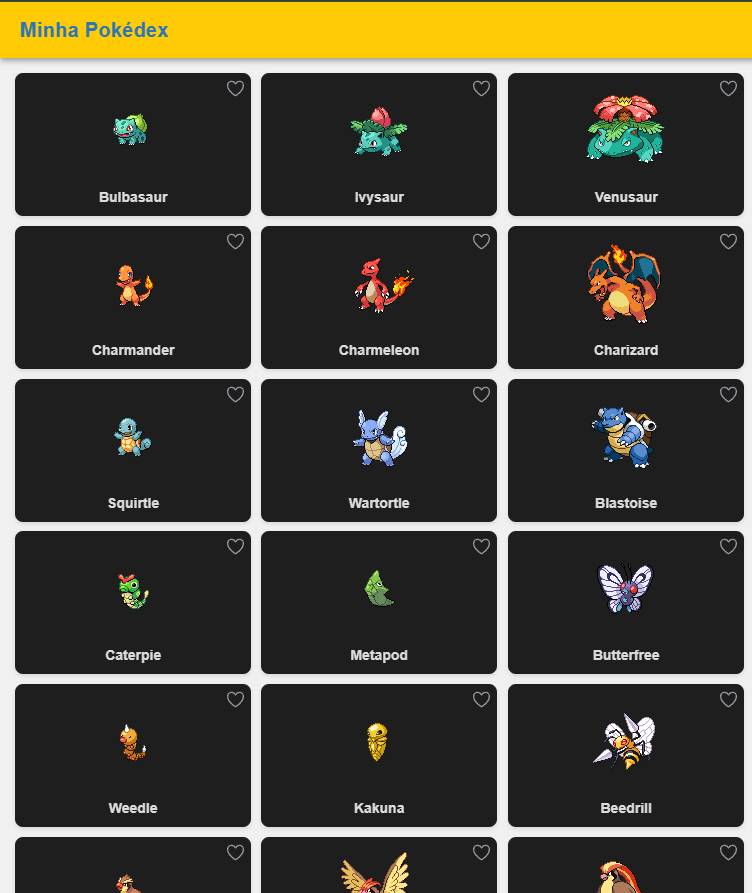 Minha Pokédex
Bulbasaur
Ivysaur
Venusaur
Charmander
Charmeleon
Charizard
Squirtle
Wartortle
Blastoise
Caterpie
Metapod
Butterfree
Weedle
Kakuna
Beedrill